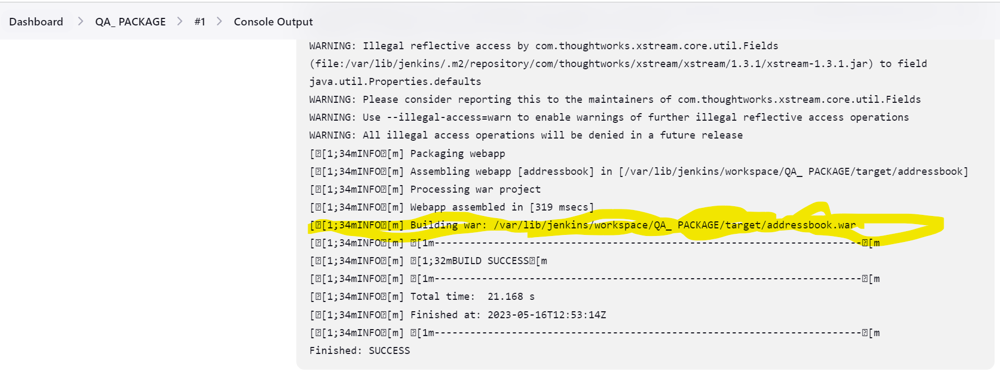 Dashboard > QA_ PACKAGE > #1 > Console Output
WARNING: Illegal reflective access by com.thoughtworks.xstream.core.util.Fields
(file:/var/lib/jenkins/.m2/repository/com/thoughtworks/xstream/xstream/1.3.1/xstream-1.3.1.jar) to field
java.util.Properties.defaults
WARNING: Please consider reporting this to the maintainers of com.thoughtworks.xstream.core.util.Fields
WARNING: Use --illegal-access=warn to enable warnings of further illegal reflective access operations
WARNING: All illegal access operations will be denied in a future release
[␛[1;34mINFO␛[m] Packaging webapp
[␛[1;34mINFO␛[m] Assembling webapp [addressbook] in [/var/lib/jenkins/workspace/QA_ PACKAGE/target/addressbook]
[␛[1;34mINFO␛[m] Processing war project
[␛[1;34mINFO␛[m] Webapp assembled in [319 msecs]
[␛[1;34mINFO␛[m] Building war: /var/lib/jenkins/workspace/QA_ PACKAGE/target/addressbook.war
[␛[1;34mINFO␛[m] ␛[1m------------------------------------------------------------------------␛[m
[␛[1;34mINFO␛[m] ␛[1;32mBUILD SUCCESS␛[m
[␛[1;34mINFO␛[m] ␛[1m------------------------------------------------------------------------␛[m
[␛[1;34mINFO␛[m] Total time:  21.168 s
[␛[1;34mINFO␛[m] Finished at: 2023-05-16T12:53:14Z
[␛[1;34mINFO␛[m] ␛[1m------------------------------------------------------------------------␛[m
Finished: SUCCESS